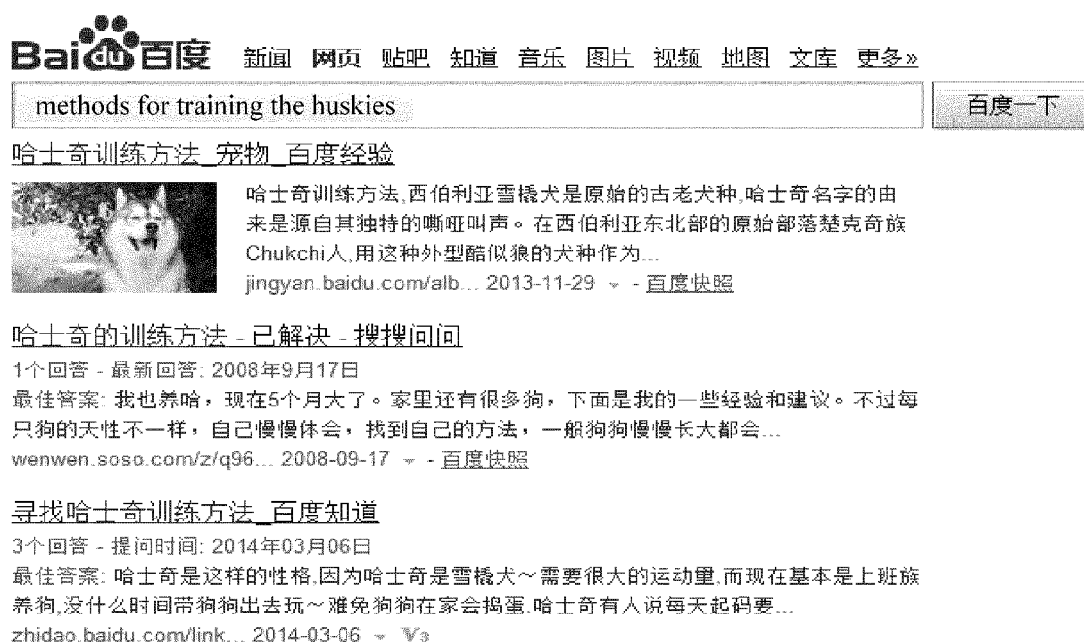 Bai du 百度 新闻 网页 贴吧 知道 音乐 图片 视频 地图 文库 更多»
methods for training the huskies 百度一下
哈士奇训练方法_宠物_百度经验
哈士奇训练方法,西伯利亚雪橇犬是原始的古老犬种,哈士奇名字的由
来是源自其独特的嘶哑叫声。在西伯利亚东北部的原始部落楚克奇族
Chukchi人,用这种外型酷似狼的犬种作为...
jingyan.baidu.com/alb... 2013-11-29 - 百度快照
哈士奇的训练方法 - 已解决 - 搜搜问问
1个回答 - 最新回答: 2008年9月17日
最佳答案: 我也养哈，现在5个月大了。家里还有很多狗，下面是我的一些经验和建议。不过每
只狗的天性不一样，自己慢慢体会，找到自己的方法，一般狗狗慢慢长大都会...
wenwen.soso.com/z/q96... 2008-09-17 - 百度快照
寻找哈士奇训练方法_百度知道
3个回答 - 提问时间: 2014年03月06日
最佳答案: 哈士奇是这样的性格,因为哈士奇是雪橇犬～需要很大的运动量,而现在基本是上班族
养狗,没什么时间带狗狗出去玩～难免狗狗在家会捣蛋.哈士奇有人说每天起码要...
zhidao.baidu.com/link... 2014-03-06 V3